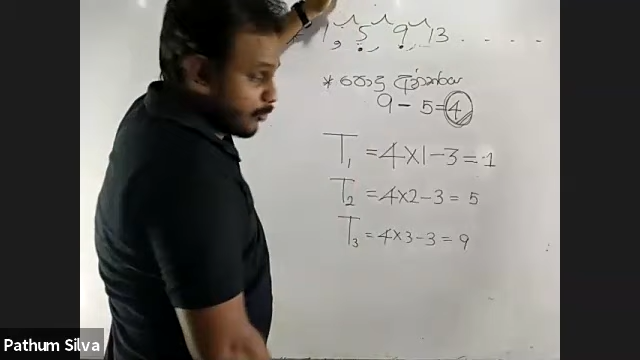 1, 5, 9, 13 . . . .
* පොදු අන්තරය
9 - 5 = 4
T₁ = 4×1-3 = 1
T₂ = 4×2-3 = 5
T₃ = 4×3-3 = 9
Pathum Silva